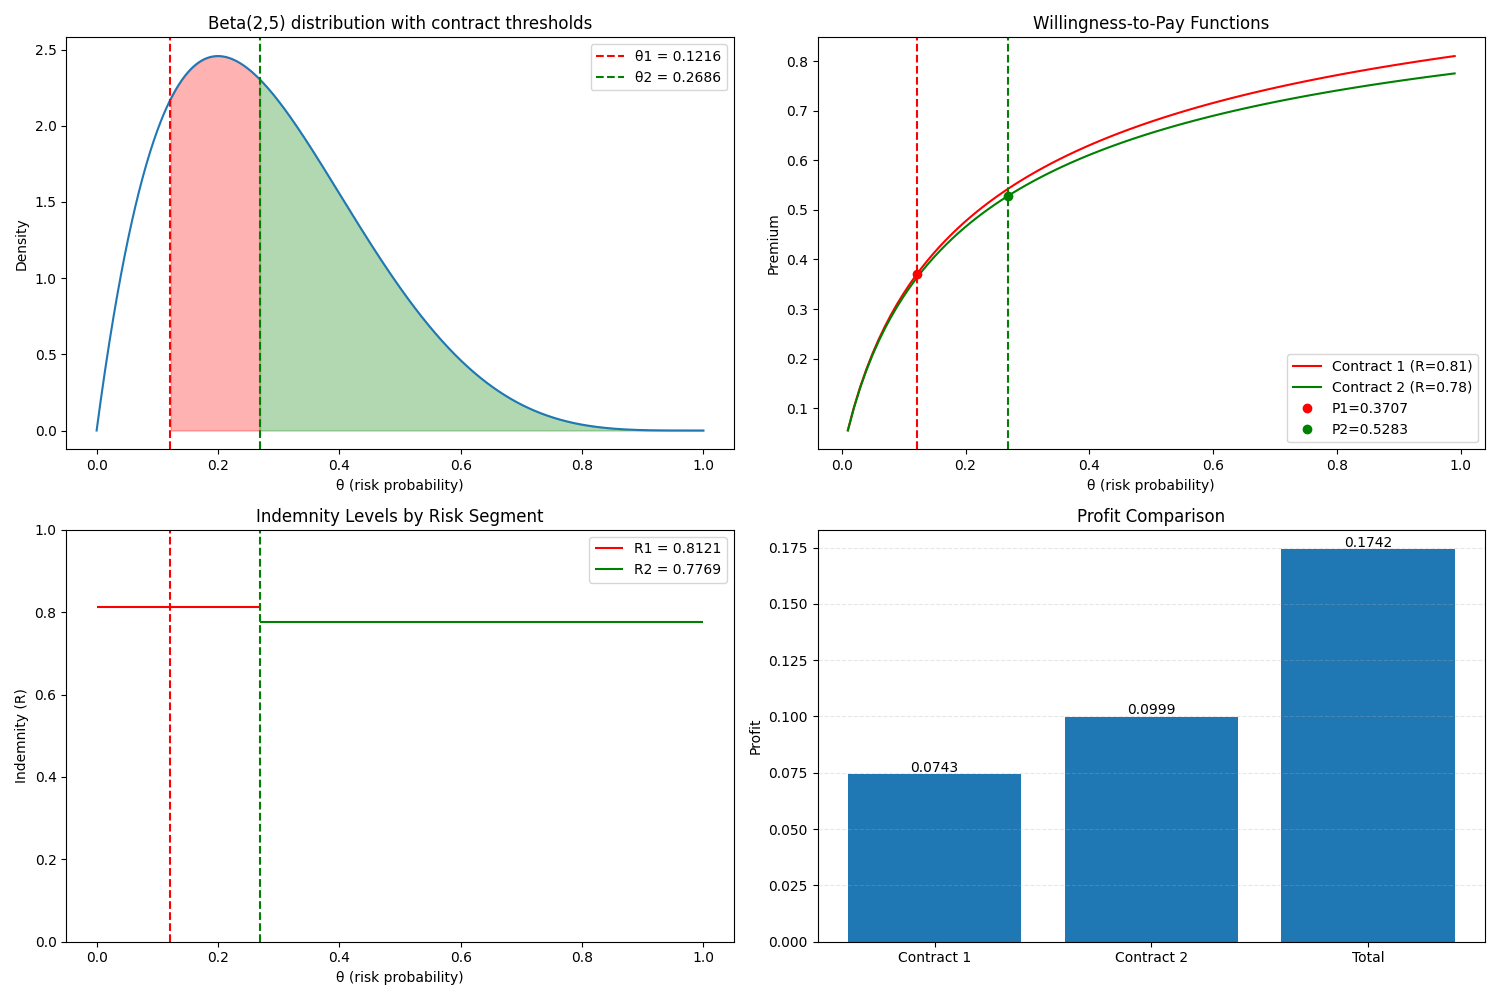 Beta(2,5) distribution with contract thresholds
2.5
2.0
1.5
1.0
0.5
0.0
Density
θ1 = 0.1216
θ2 = 0.2686
0.0 0.2 0.4 0.6 0.8 1.0
θ (risk probability)
Willingness-to-Pay Functions
0.8
0.7
0.6
0.5
0.4
0.3
0.2
0.1
Premium
Contract 1 (R=0.81)
Contract 2 (R=0.78)
P1=0.3707
P2=0.5283
0.0 0.2 0.4 0.6 0.8 1.0
θ (risk probability)
Indemnity Levels by Risk Segment
1.0
0.8
0.6
0.4
0.2
0.0
Indemnity (R)
R1 = 0.8121
R2 = 0.7769
0.0 0.2 0.4 0.6 0.8 1.0
θ (risk probability)
Profit Comparison
0.175
0.150
0.125
0.100
0.075
0.050
0.025
0.000
Profit
0.0743
0.0999
0.1742
Contract 1 Contract 2 Total